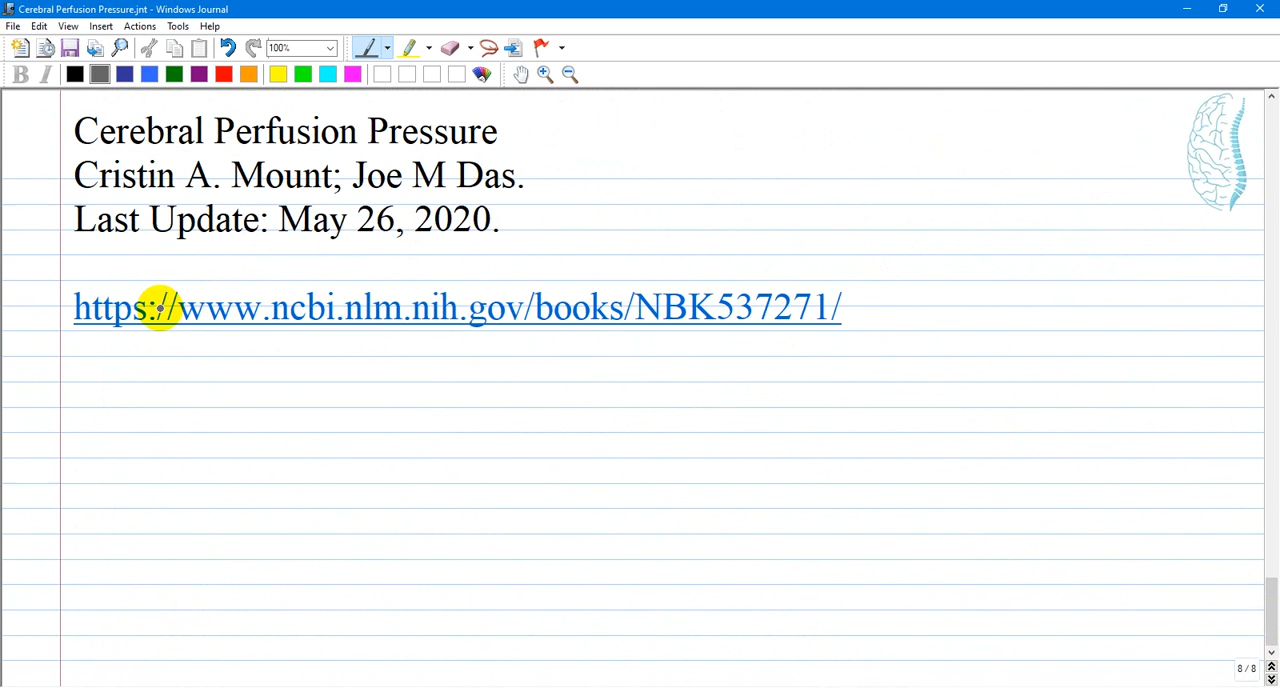 Cerebral Perfusion Pressure.jnt - Windows Journal
File Edit View Insert Actions Tools Help
100%
B I
Cerebral Perfusion Pressure
Cristin A. Mount; Joe M Das.
Last Update: May 26, 2020.
https://www.ncbi.nlm.nih.gov/books/NBK537271/
8 / 8